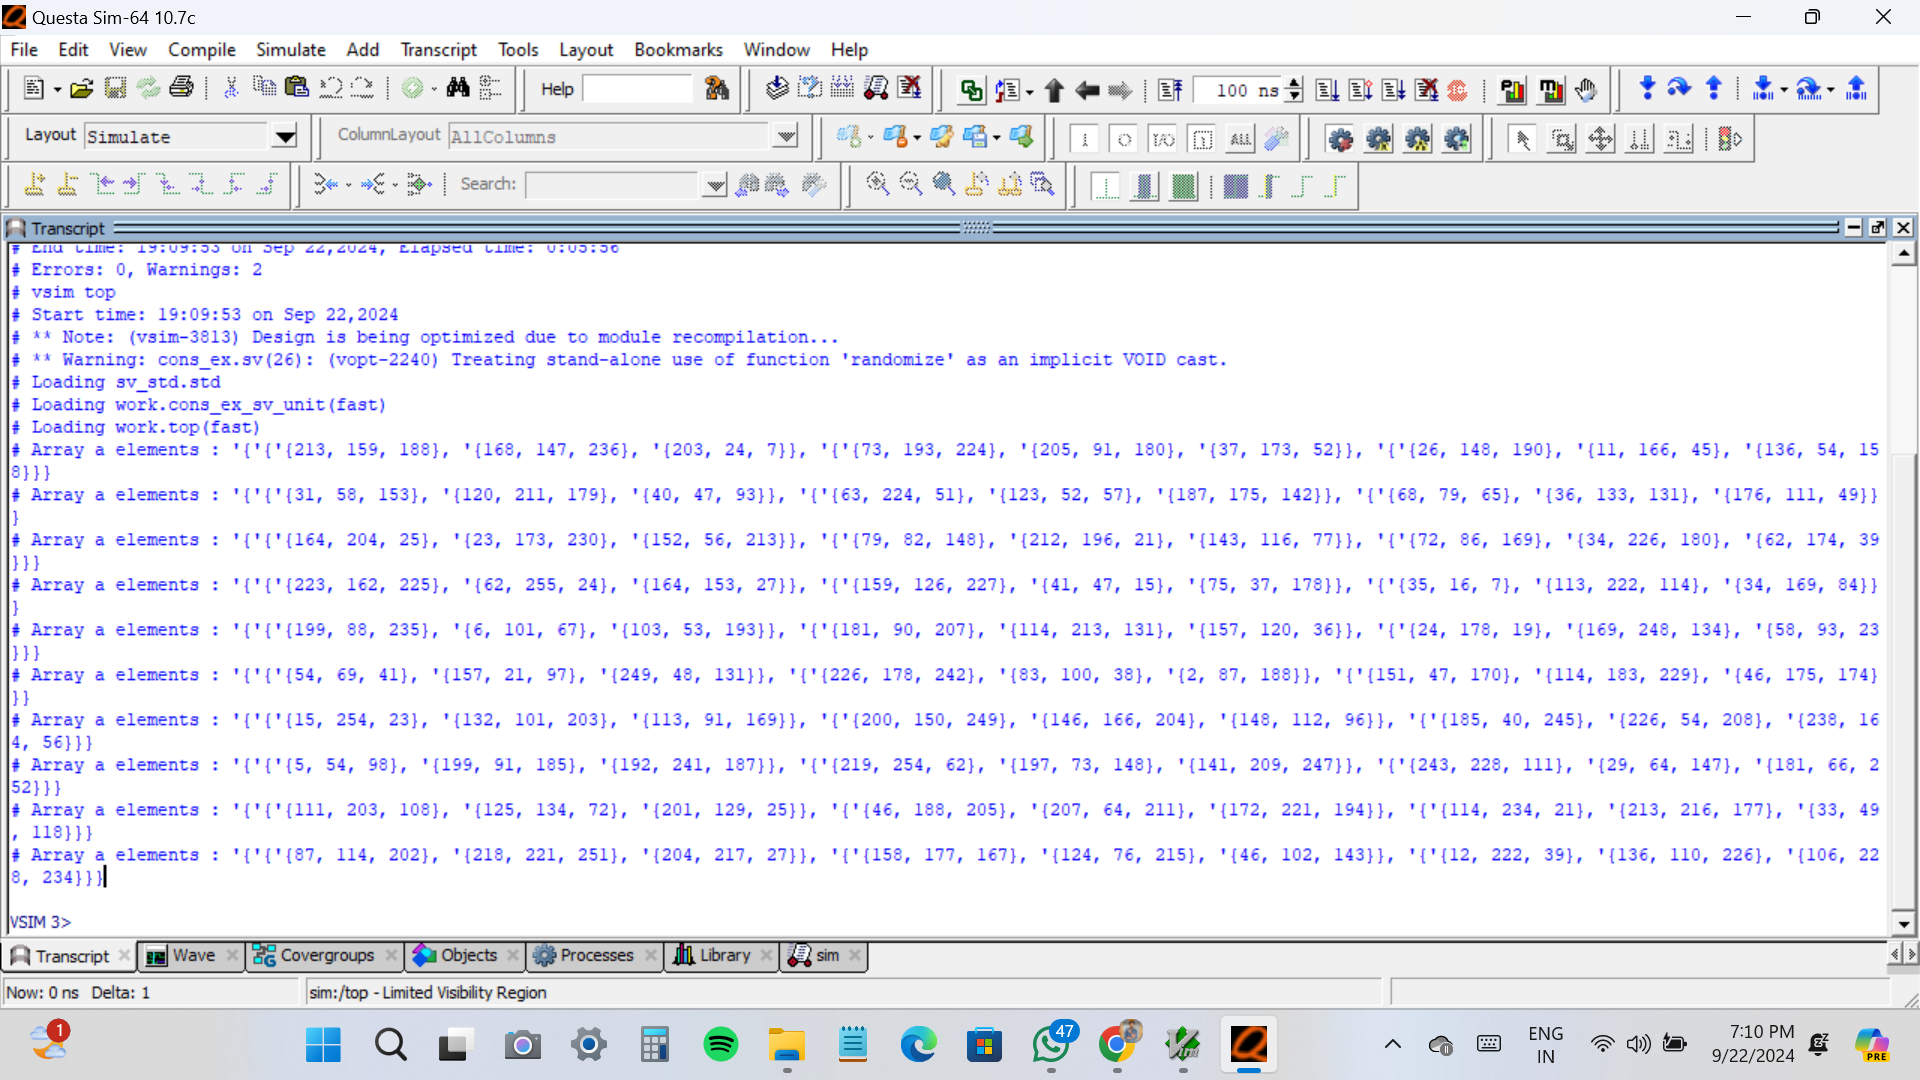 Questa Sim-64 10.7c
File Edit View Compile Simulate Add Transcript Tools Layout Bookmarks Window Help
Help 100 ns
Layout Simulate ColumnLayout AllColumns ALL
Search:
Transcript
# End time: 19:09:53 on Sep 22,2024, Elapsed time: 0:05:56
# Errors: 0, Warnings: 2
# vsim top
# Start time: 19:09:53 on Sep 22,2024
# ** Note: (vsim-3813) Design is being optimized due to module recompilation...
# ** Warning: cons_ex.sv(26): (vopt-2240) Treating stand-alone use of function 'randomize' as an implicit VOID cast.
# Loading sv_std.std
# Loading work.cons_ex_sv_unit(fast)
# Loading work.top(fast)
# Array a elements : '{'{'{213, 159, 188}, '{168, 147, 236}, '{203, 24, 7}}, '{'{73, 193, 224}, '{205, 91, 180}, '{37, 173, 52}}, '{'{26, 148, 190}, '{11, 166, 45}, '{136, 54, 15
8}}}
# Array a elements : '{'{'{31, 58, 153}, '{120, 211, 179}, '{40, 47, 93}}, '{'{63, 224, 51}, '{123, 52, 57}, '{187, 175, 142}}, '{'{68, 79, 65}, '{36, 133, 131}, '{176, 111, 49}}
}
# Array a elements : '{'{'{164, 204, 25}, '{23, 173, 230}, '{152, 56, 213}}, '{'{79, 82, 148}, '{212, 196, 21}, '{143, 116, 77}}, '{'{72, 86, 169}, '{34, 226, 180}, '{62, 174, 39
}}}
# Array a elements : '{'{'{223, 162, 225}, '{62, 255, 24}, '{164, 153, 27}}, '{'{159, 126, 227}, '{41, 47, 15}, '{75, 37, 178}}, '{'{35, 16, 7}, '{113, 222, 114}, '{34, 169, 84}}
}
# Array a elements : '{'{'{199, 88, 235}, '{6, 101, 67}, '{103, 53, 193}}, '{'{181, 90, 207}, '{114, 213, 131}, '{157, 120, 36}}, '{'{24, 178, 19}, '{169, 248, 134}, '{58, 93, 23
}}}
# Array a elements : '{'{'{54, 69, 41}, '{157, 21, 97}, '{249, 48, 131}}, '{'{226, 178, 242}, '{83, 100, 38}, '{2, 87, 188}}, '{'{151, 47, 170}, '{114, 183, 229}, '{46, 175, 174}
}}
# Array a elements : '{'{'{15, 254, 23}, '{132, 101, 203}, '{113, 91, 169}}, '{'{200, 150, 249}, '{146, 166, 204}, '{148, 112, 96}}, '{'{185, 40, 245}, '{226, 54, 208}, '{238, 16
4, 56}}}
# Array a elements : '{'{'{5, 54, 98}, '{199, 91, 185}, '{192, 241, 187}}, '{'{219, 254, 62}, '{197, 73, 148}, '{141, 209, 247}}, '{'{243, 228, 111}, '{29, 64, 147}, '{181, 66, 2
52}}}
# Array a elements : '{'{'{111, 203, 108}, '{125, 134, 72}, '{201, 129, 25}}, '{'{46, 188, 205}, '{207, 64, 211}, '{172, 221, 194}}, '{'{114, 234, 21}, '{213, 216, 177}, '{33, 49
, 118}}}
# Array a elements : '{'{'{87, 114, 202}, '{218, 221, 251}, '{204, 217, 27}}, '{'{158, 177, 167}, '{124, 76, 215}, '{46, 102, 143}}, '{'{12, 222, 39}, '{136, 110, 226}, '{106, 22
8, 234}}}
VSIM 3>
Transcript Wave Covergroups Objects Processes Library sim
Now: 0 ns Delta: 1 sim:/top - Limited Visibility Region
1 47 ENG 7:10 PM
IN 9/22/2024 PRE